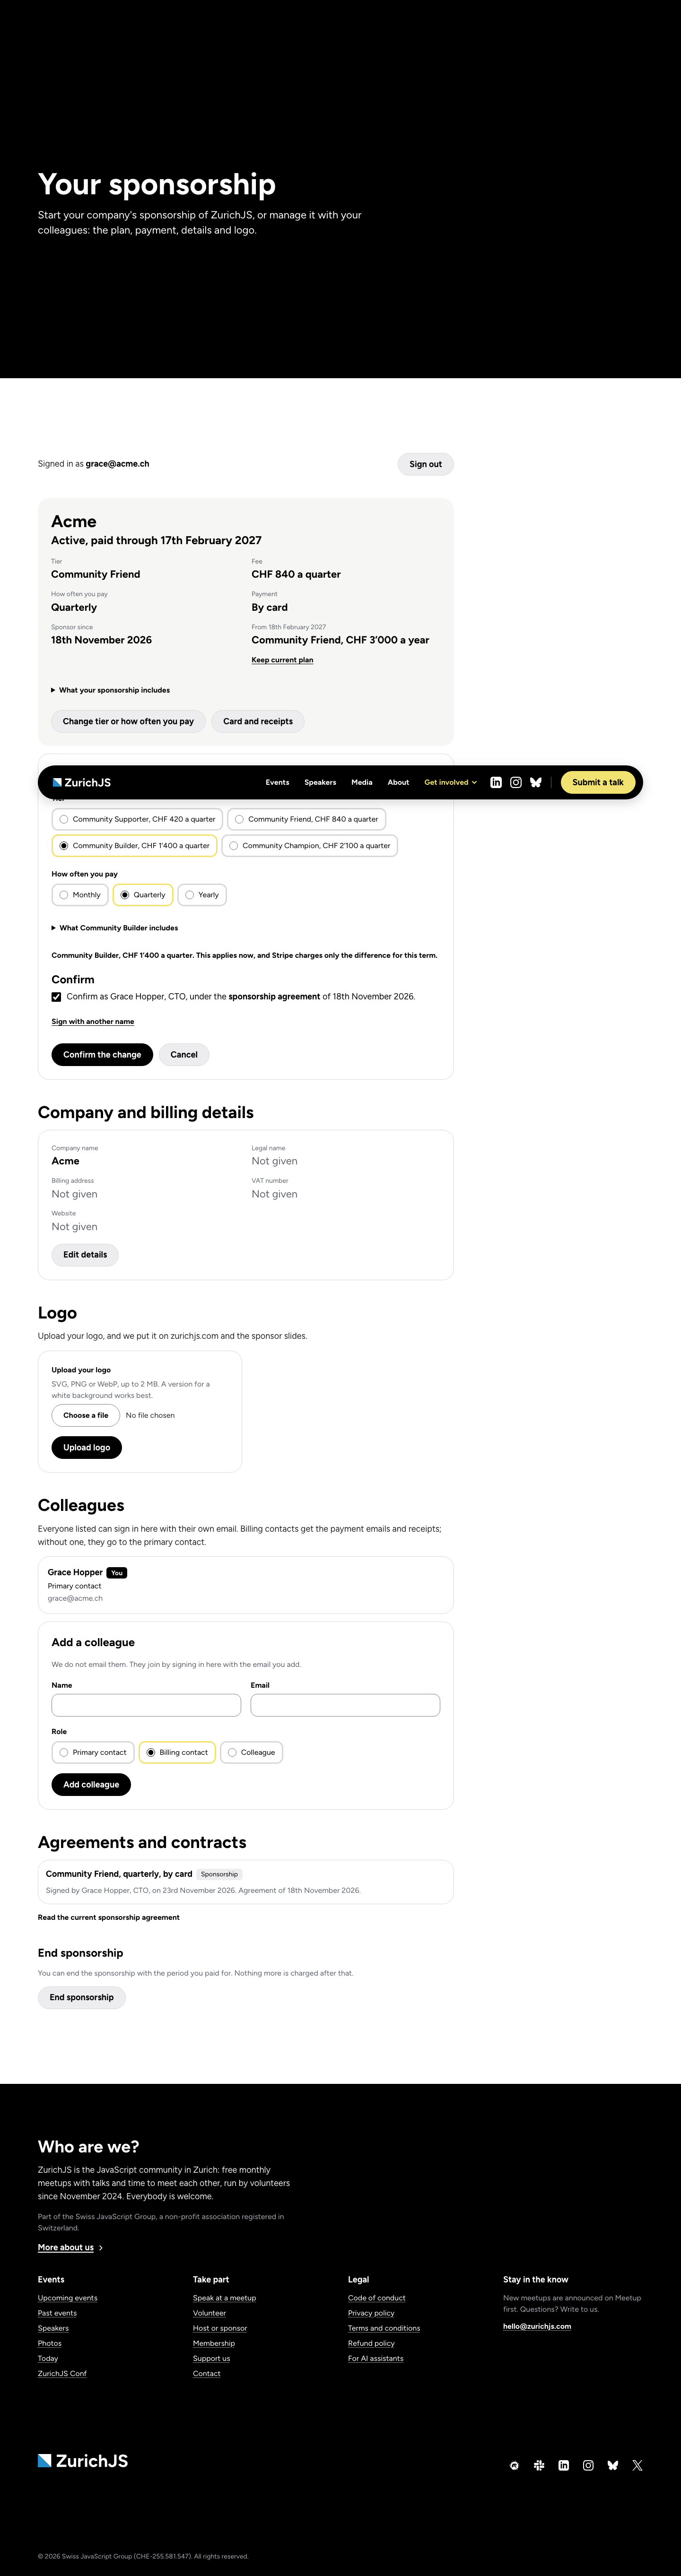 Your sponsorship
Start your company's sponsorship of ZurichJS, or manage it with your
colleagues: the plan, payment, details and logo.
Signed in as grace@acme.ch
Sign out
Acme
Active, paid through 17th February 2027
Tier
Community Friend
Fee
CHF 840 a quarter
How often you pay
Quarterly
Payment
By card
Sponsor since
18th November 2026
From 18th February 2027
Community Friend, CHF 3’000 a year
Keep current plan
What your sponsorship includes
Change tier or how often you pay
Card and receipts
ZurichJS
Events
Speakers
Media
About
Get involved
Submit a talk
Community Supporter, CHF 420 a quarter
Community Friend, CHF 840 a quarter
Community Builder, CHF 1’400 a quarter
Community Champion, CHF 2’100 a quarter
How often you pay
Monthly
Quarterly
Yearly
What Community Builder includes
Community Builder, CHF 1’400 a quarter. This applies now, and Stripe charges only the difference for this term.
Confirm
Confirm as Grace Hopper, CTO, under the sponsorship agreement of 18th November 2026.
Sign with another name
Confirm the change
Cancel
Company and billing details
Company name
Acme
Legal name
Not given
Billing address
Not given
VAT number
Not given
Website
Not given
Edit details
Logo
Upload your logo, and we put it on zurichjs.com and the sponsor slides.
Upload your logo
SVG, PNG or WebP, up to 2 MB. A version for a
white background works best.
Choose a file
No file chosen
Upload logo
Colleagues
Everyone listed can sign in here with their own email. Billing contacts get the payment emails and receipts;
without one, they go to the primary contact.
Grace Hopper
You
Primary contact
grace@acme.ch
Add a colleague
We do not email them. They join by signing in here with the email you add.
Name
Email
Role
Primary contact
Billing contact
Colleague
Add colleague
Agreements and contracts
Community Friend, quarterly, by card
Sponsorship
Signed by Grace Hopper, CTO, on 23rd November 2026. Agreement of 18th November 2026.
Read the current sponsorship agreement
End sponsorship
You can end the sponsorship with the period you paid for. Nothing more is charged after that.
End sponsorship
Who are we?
ZurichJS is the JavaScript community in Zurich: free monthly
meetups with talks and time to meet each other, run by volunteers
since November 2024. Everybody is welcome.
Part of the Swiss JavaScript Group, a non-profit association registered in
Switzerland.
More about us
Events
Upcoming events
Past events
Speakers
Photos
Today
ZurichJS Conf
Take part
Speak at a meetup
Volunteer
Host or sponsor
Membership
Support us
Contact
Legal
Code of conduct
Privacy policy
Terms and conditions
Refund policy
For AI assistants
Stay in the know
New meetups are announced on Meetup
first. Questions? Write to us.
hello@zurichjs.com
ZurichJS
© 2026 Swiss JavaScript Group (CHE-255.581.547). All rights reserved.